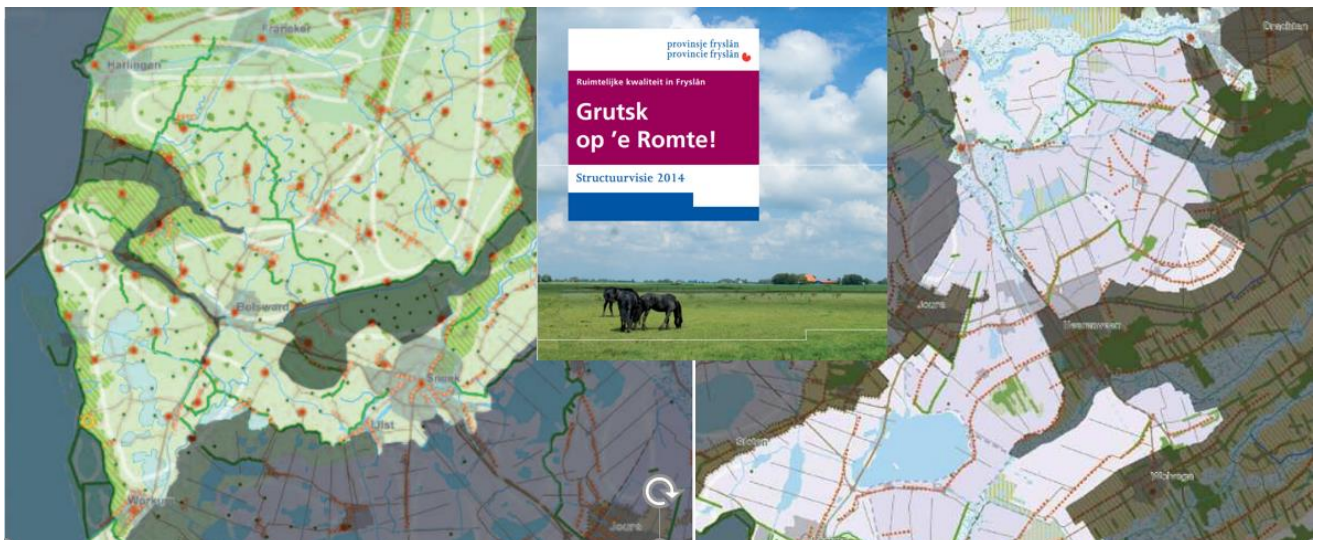 Franeker
Harlingen
Bolsward
Sneek
IJlst
Workum
Joure
provinsje fryslân
provincie fryslân
Ruimtelijke kwaliteit in Fryslân
Grutsk
op 'e Romte!
Structuurvisie 2014
Drachten
Joure
Heerenveen
Sloten
Wolvega